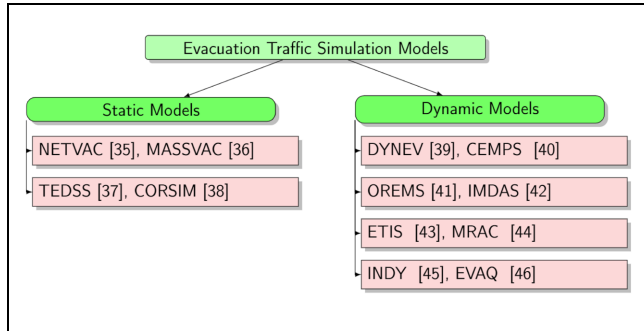 Evacuation Traffic Simulation Models
Static Models
NETVAC [35], MASSVAC [36]
TEDSS [37], CORSIM [38]
Dynamic Models
DYNEV [39], CEMPS [40]
OREMS [41], IMDAS [42]
ETIS [43], MRAC [44]
INDY [45], EVAQ [46]